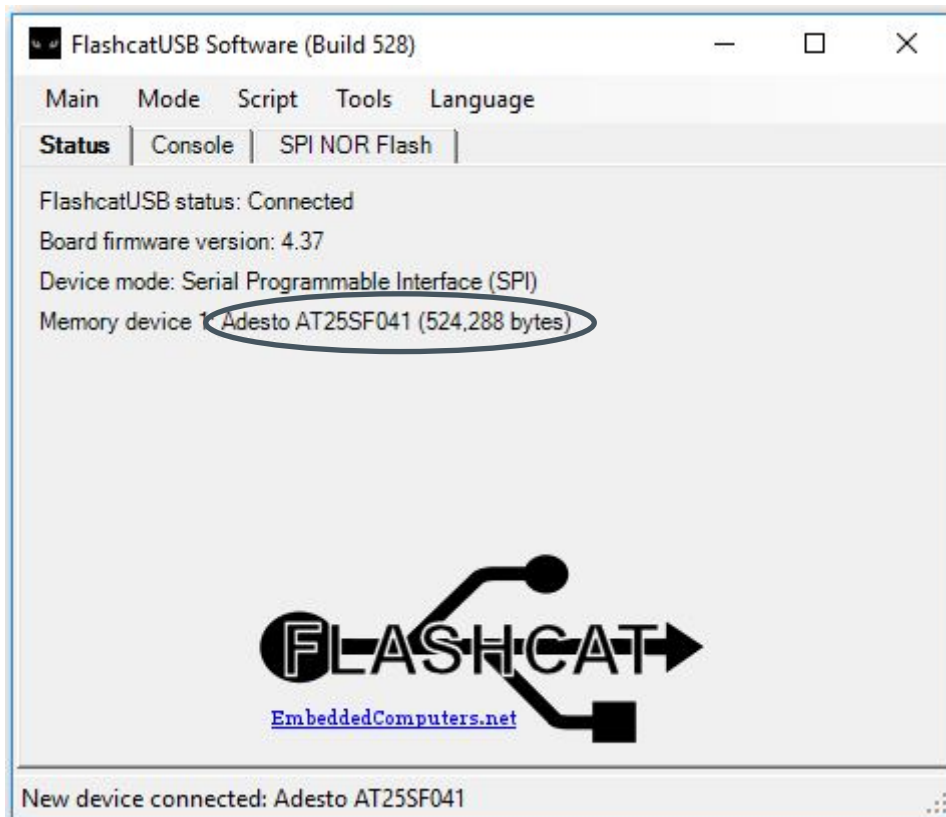 FlashcatUSB Software (Build 528)
Main Mode Script Tools Language
Status Console SPI NOR Flash
FlashcatUSB status: Connected
Board firmware version: 4.37
Device mode: Serial Programmable Interface (SPI)
Memory device 1: Adesto AT25SF041 (524,288 bytes)
FLASHCAT
EmbeddedComputers.net
New device connected: Adesto AT25SF041